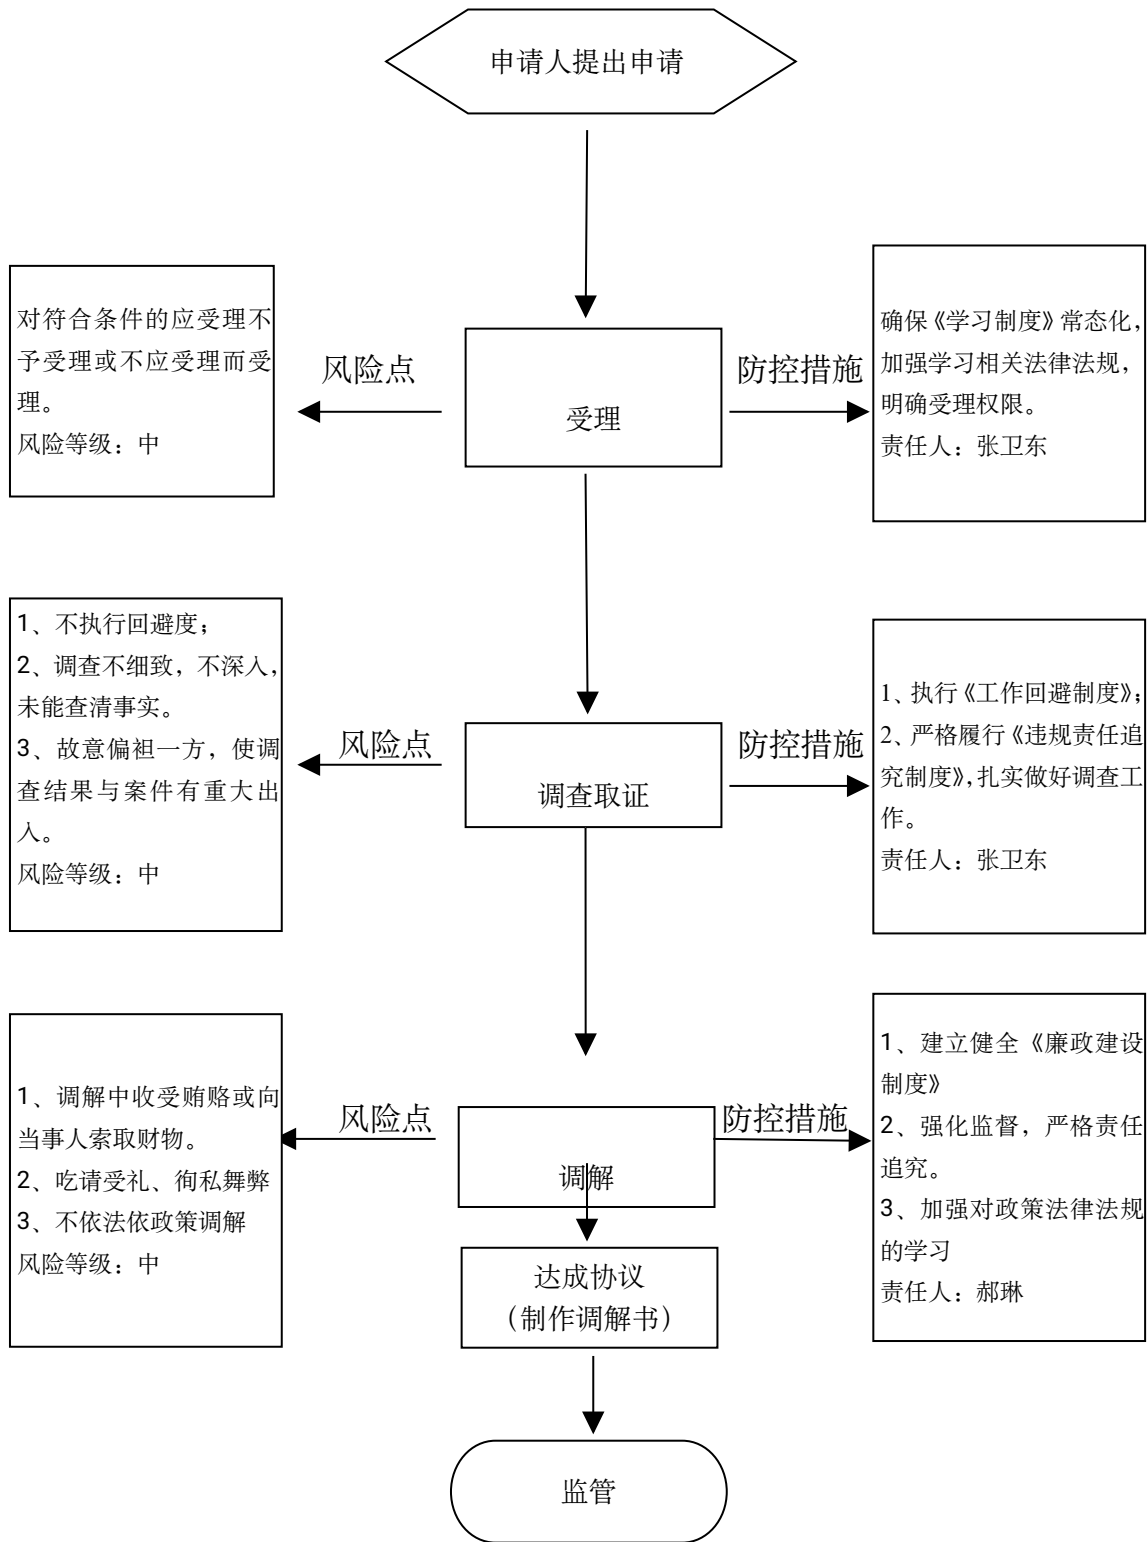 申请人提出申请
对符合条件的应受理不
予受理或不应受理而受
理。
风险等级：中
风险点
受理
防控措施
确保《学习制度》常态化，
加强学习相关法律法规，
明确受理权限。
责任人：张卫东
1、不执行回避度；
2、调查不细致，不深入，
未能查清事实。
3、故意偏袒一方，使调
查结果与案件有重大出
入。
风险等级：中
风险点
调查取证
防控措施
1、执行《工作回避制度》；
2、严格履行《违规责任追
究制度》，扎实做好调查工
作。
责任人：张卫东
1、调解中收受贿赂或向
当事人索取财物。
2、吃请受礼、徇私舞弊
3、不依法依政策调解
风险等级：中
风险点
调解
防控措施
1、建立健全《廉政建设
制度》
2、强化监督，严格责任
追究。
3、加强对政策法律法规
的学习
责任人：郝琳
达成协议
（制作调解书）
监管